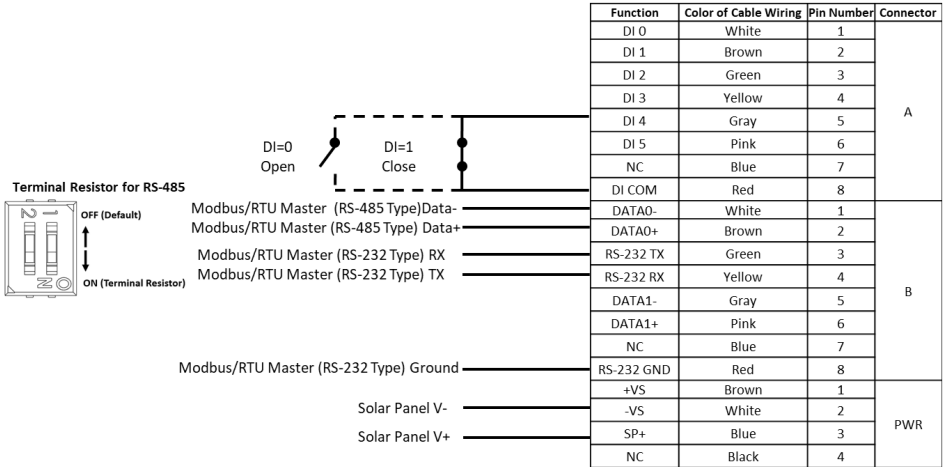 Function Color of Cable Wiring Pin Number Connector
DI 0 White 1
DI 1 Brown 2
DI 2 Green 3
DI 3 Yellow 4
DI 4 Gray 5
A
DI 5 Pink 6
NC Blue 7
DI COM Red 8
DI=0 DI=1
Open Close
Terminal Resistor for RS-485
1 2
ON
OFF (Default)
ON (Terminal Resistor)
Modbus/RTU Master (RS-485 Type)Data- DATA0- White 1
Modbus/RTU Master (RS-485 Type) Data+ DATA0+ Brown 2
Modbus/RTU Master (RS-232 Type) RX RS-232 TX Green 3
Modbus/RTU Master (RS-232 Type) TX RS-232 RX Yellow 4
B
DATA1- Gray 5
DATA1+ Pink 6
NC Blue 7
Modbus/RTU Master (RS-232 Type) Ground RS-232 GND Red 8
+VS Brown 1
Solar Panel V- -VS White 2
PWR
Solar Panel V+ SP+ Blue 3
NC Black 4